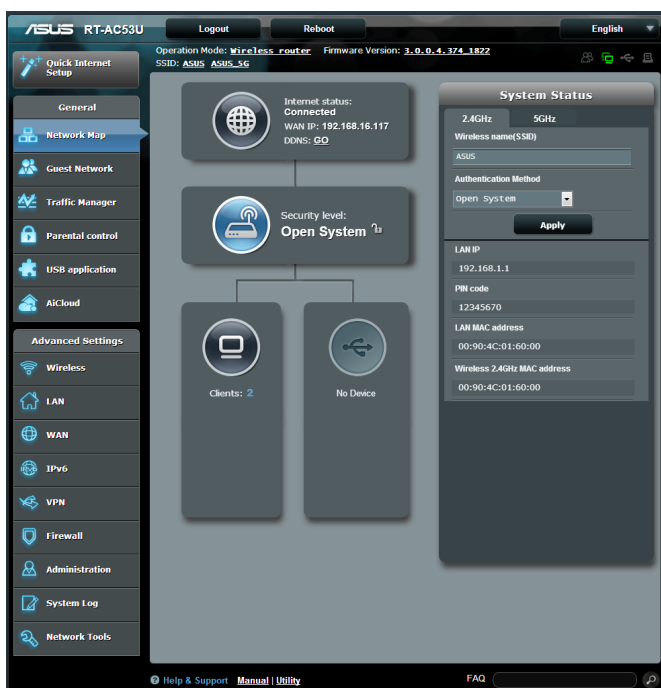 ASUS RT-AC53U Logout Reboot English
Operation Mode: Wireless router Firmware Version: 3.0.0.4.374_1822
SSID: ASUS ASUS_5G
Quick Internet
Setup
General
Network Map
Guest Network
Traffic Manager
Parental control
USB application
AiCloud
Advanced Settings
Wireless
LAN
WAN
IPv6
VPN
Firewall
Administration
System Log
Network Tools
Internet status:
Connected
WAN IP: 192.168.16.117
DDNS: GO
Security level:
Open System
Clients: 2
No Device
System Status
2.4GHz 5GHz
Wireless name(SSID)
ASUS
Authentication Method
Open System
Apply
LAN IP
192.168.1.1
PIN code
12345670
LAN MAC address
00:90:4C:01:60:00
Wireless 2.4GHz MAC address
00:90:4C:01:60:00
Help & Support Manual | Utility FAQ